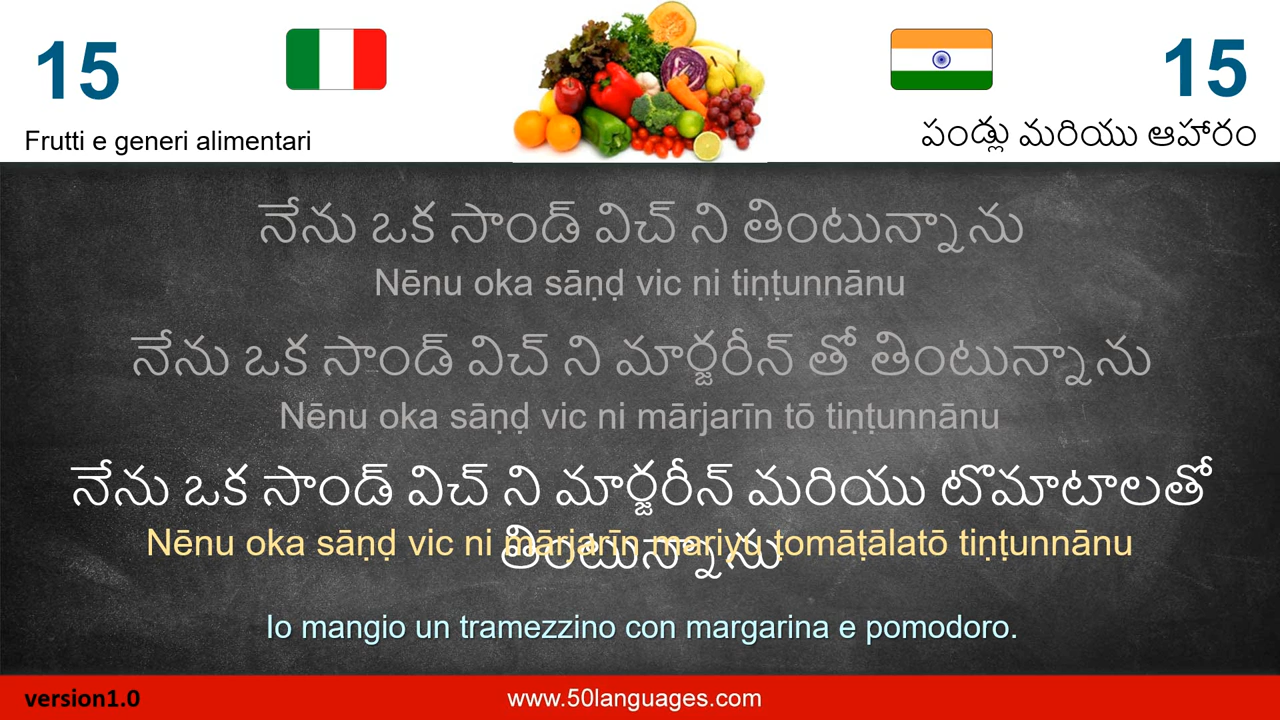 15
15
Frutti e generi alimentari
పండ్లు మరియు ఆహారం
నేను ఒక సాండ్ విచ్ ని తింటున్నాను
Nēnu oka sāṇḍ vic ni tiṇṭunnānu
నేను ఒక సాండ్ విచ్ ని మార్జరీన్ తో తింటున్నాను
Nēnu oka sāṇḍ vic ni mārjarīn tō tiṇṭunnānu
నేను ఒక సాండ్ విచ్ ని మార్జరీన్ మరియు టొమాటాలతో
తింటున్నాను
Nēnu oka sāṇḍ vic ni mārjarīn mariyu ṭomāṭālatō tiṇṭunnānu
Io mangio un tramezzino con margarina e pomodoro.
version1.0
www.50languages.com